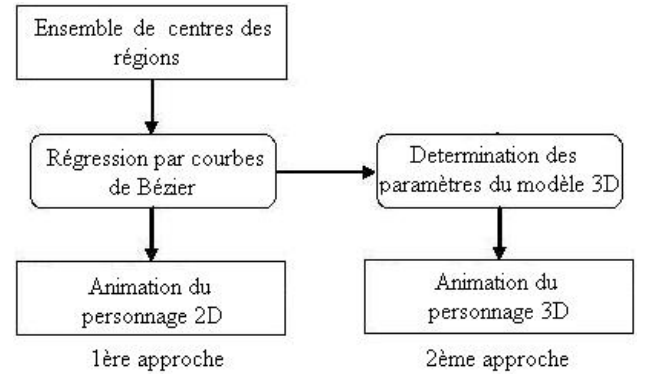 Ensemble de centres des
régions
Régression par courbes
de Bézier
Determination des
paramètres du modèle 3D
Animation du
personnage 2D
Animation du
personnage 3D
1ère approche
2ème approche